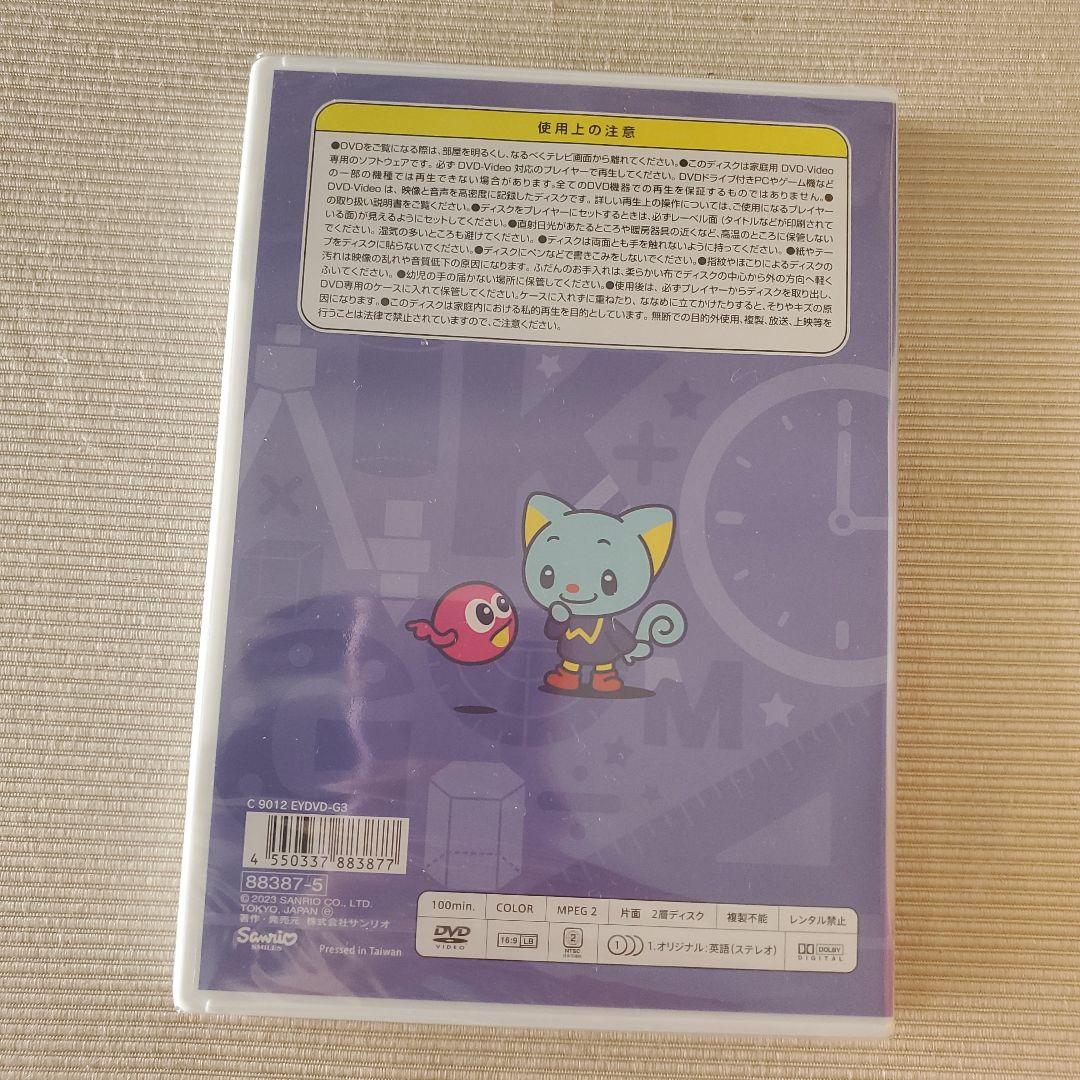 使用上の注意
●DVDをご覧になる際は、部屋を明るくし、なるべくテレビ画面から離れてください。●このディスクは家庭用 DVD-Video
専用のソフトウェアです。必ず DVD-Video 対応のプレイヤーで再生してください。DVDドライブ付きPCやゲーム機など
の一部の機種では再生できない場合があります。全てのDVD機器での再生を保証するものではありません。●
DVD-Video は、映像と音声を高密度に記録したディスクです。詳しい再生上の操作については、ご使用になるプレイヤー
の取り扱い説明書をご覧ください。●ディスクをプレイヤーにセットするときは、必ずレーベル面（タイトルなどが印刷されて
いる面）が見えるようにセットしてください。●直射日光があたるところや暖房器具の近くなど、高温のところに保管しない
でください。湿気の多いところも避けてください。●ディスクは両面とも手を触れないように持ってください。●紙やテー
プをディスクに貼らないでください。●ディスクにペンなどで書きこみをしないでください。●指紋やほこりによるディスクの
汚れは映像の乱れや音質低下の原因になります。ふだんのお手入れは、柔らかい布でディスクの中心から外の方向へ軽く
ふいてください。●幼児の手の届かない場所に保管してください。●使用後は、必ずプレイヤーからディスクを取り出し、
DVD専用のケースに入れて保管してください。ケースに入れずに重ねたり、ななめに立てかけたりすると、そりやキズの原
因になります。●このディスクは家庭内における私的再生を目的としています。無断での目的外使用、複製、放送、上映等を
行うことは法律で禁止されていますので、ご注意ください。
K
M
C 9012 EYDVD-G3
4 550337 883877
88387-5
© 2023 SANRIO CO., LTD.
TOKYO, JAPAN ⓔ
著作・発売元 株式会社サンリオ
Sanrio
SMILES
Pressed in Taiwan
100min. COLOR MPEG 2 片面 2層ディスク 複製不能 レンタル禁止
DVD VIDEO 16:9 LB 2 NTSC 1.オリジナル:英語(ステレオ) DOLBY DIGITAL